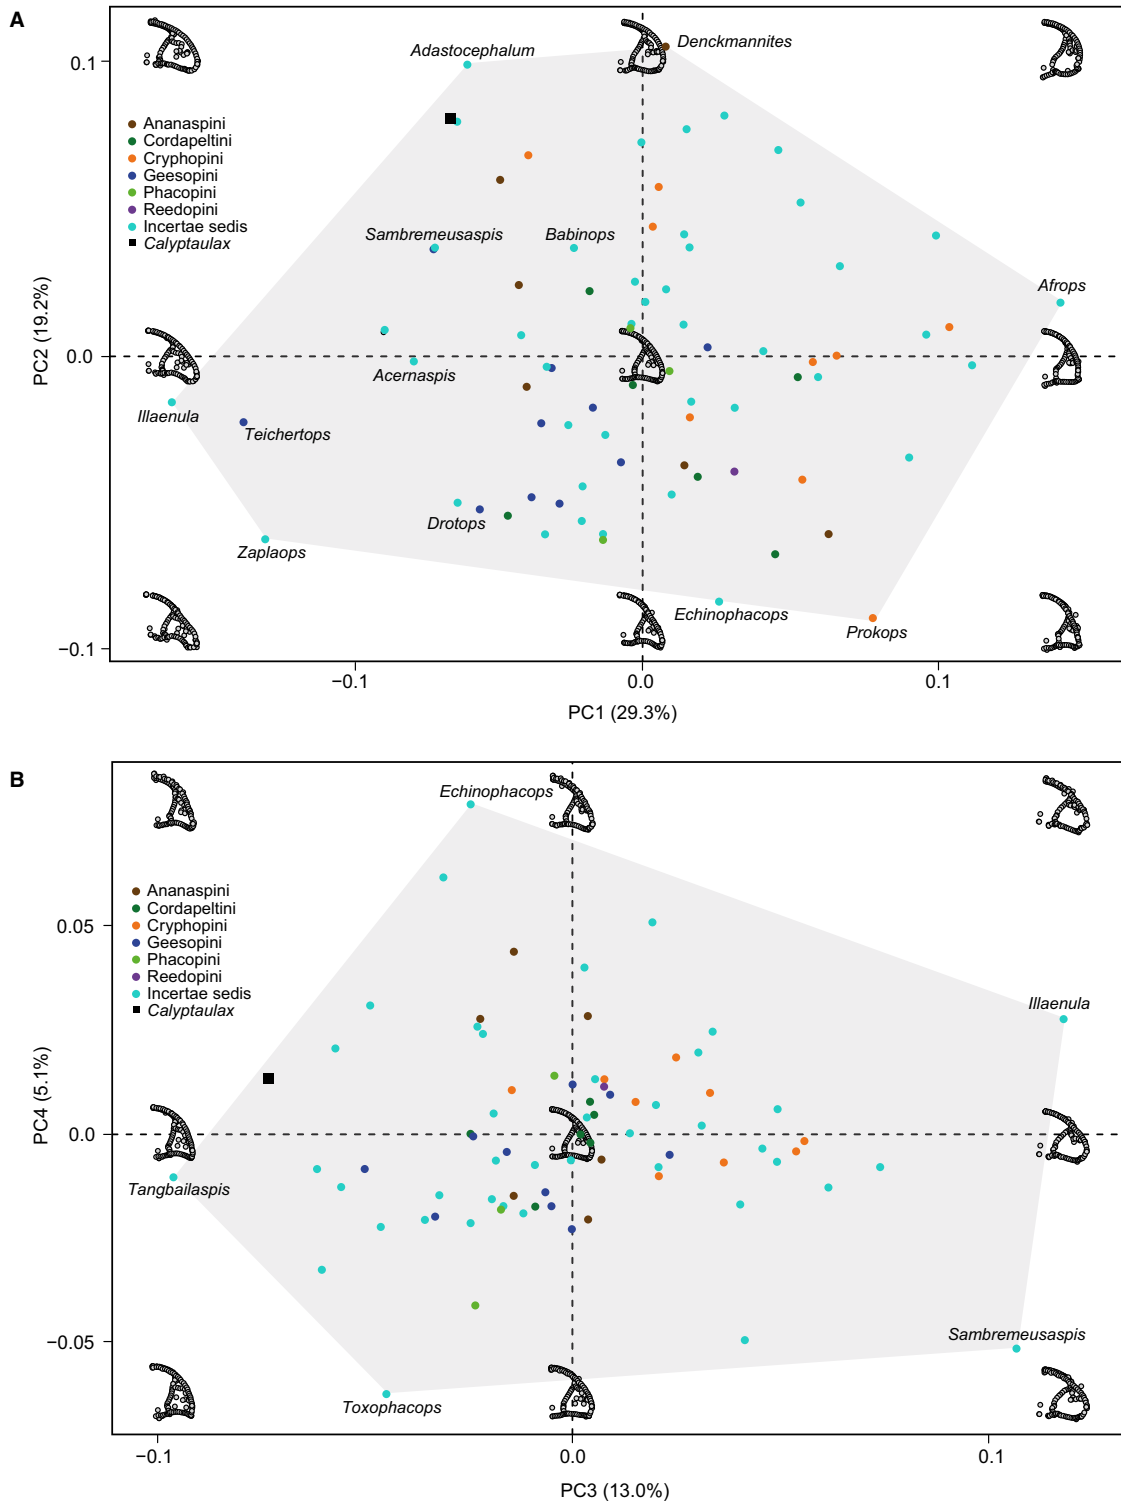 A
Adastocephalum
Denckmannites
0.1
Ananaspini
Cordapeltini
Cryphopini
Geesopini
Phacopini
Reedopini
Incertae sedis
Calyptaulax
Sambremeusaspis
Babinops
Afrops
PC2 (19.2%)
0.0
Acernaspis
Illaenula
Teichertops
Drotops
Zaplaops
Echinophacops
Prokops
−0.1
−0.1
0.0
0.1
PC1 (29.3%)
B
Echinophacops
Ananaspini
Cordapeltini
Cryphopini
Geesopini
Phacopini
Reedopini
Incertae sedis
Calyptaulax
0.05
Illaenula
PC4 (5.1%)
0.0
Tangbailaspis
−0.05
Sambremeusaspis
Toxophacops
−0.1
0.0
0.1
PC3 (13.0%)